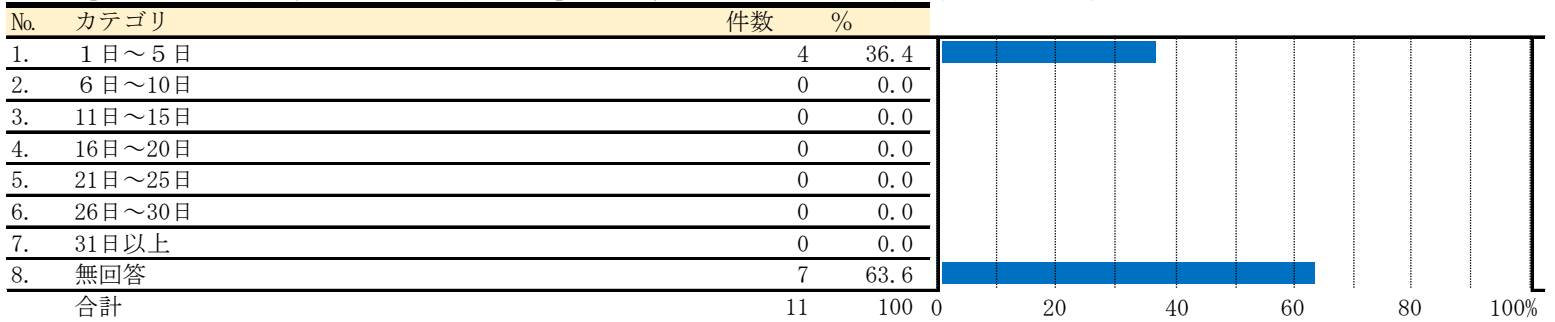 № カテゴリ 件数 %
1. １日～５日 4 36.4
2. ６日～10日 0 0.0
3. 11日～15日 0 0.0
4. 16日～20日 0 0.0
5. 21日～25日 0 0.0
6. 26日～30日 0 0.0
7. 31日以上 0 0.0
8. 無回答 7 63.6
合計 11 100 0 20 40 60 80 100%